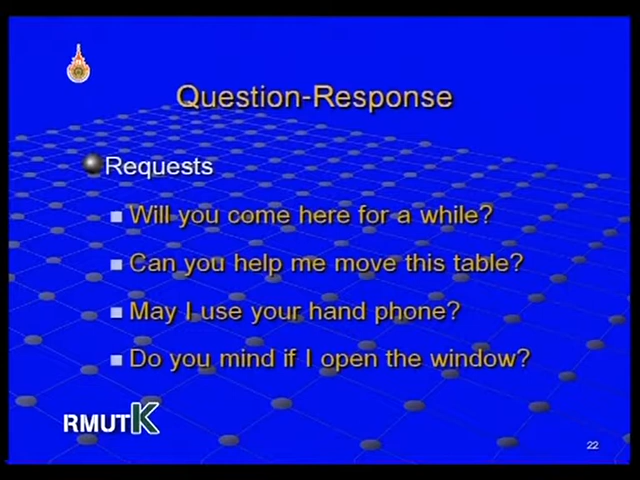 Question-Response
Requests
Will you come here for a while?
Can you help me move this table?
May I use your hand phone?
Do you mind if I open the window?
RMUTK
22